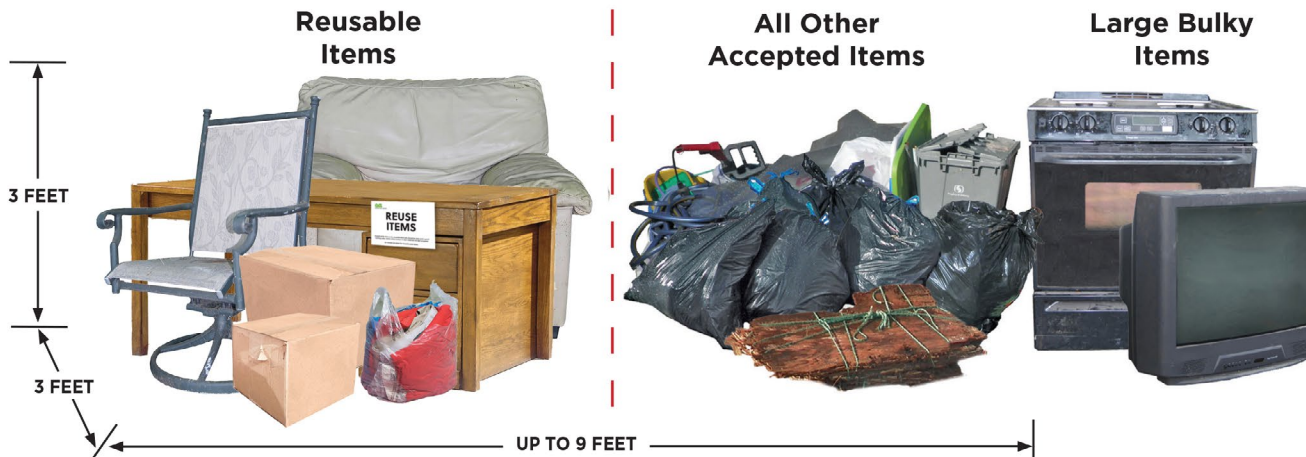 Reusable
Items
All Other
Accepted Items
Large Bulky
Items
3 FEET
REUSE
ITEMS
3 FEET
UP TO 9 FEET